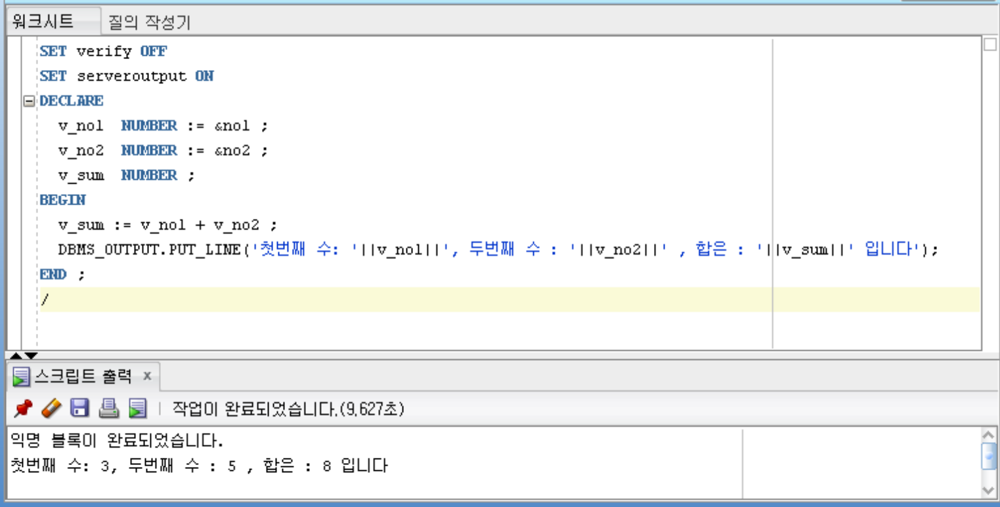 워크시트 질의 작성기
SET verify OFF
SET serveroutput ON
DECLARE
v_no1 NUMBER := &no1 ;
v_no2 NUMBER := &no2 ;
v_sum NUMBER ;
BEGIN
v_sum := v_no1 + v_no2 ;
DBMS_OUTPUT.PUT_LINE('첫번째 수: '||v_no1||', 두번째 수 : '||v_no2||' , 합은 : '||v_sum||' 입니다');
END ;
/
스크립트 출력 x
작업이 완료되었습니다.(9,627초)
익명 블록이 완료되었습니다.
첫번째 수: 3, 두번째 수 : 5 , 합은 : 8 입니다